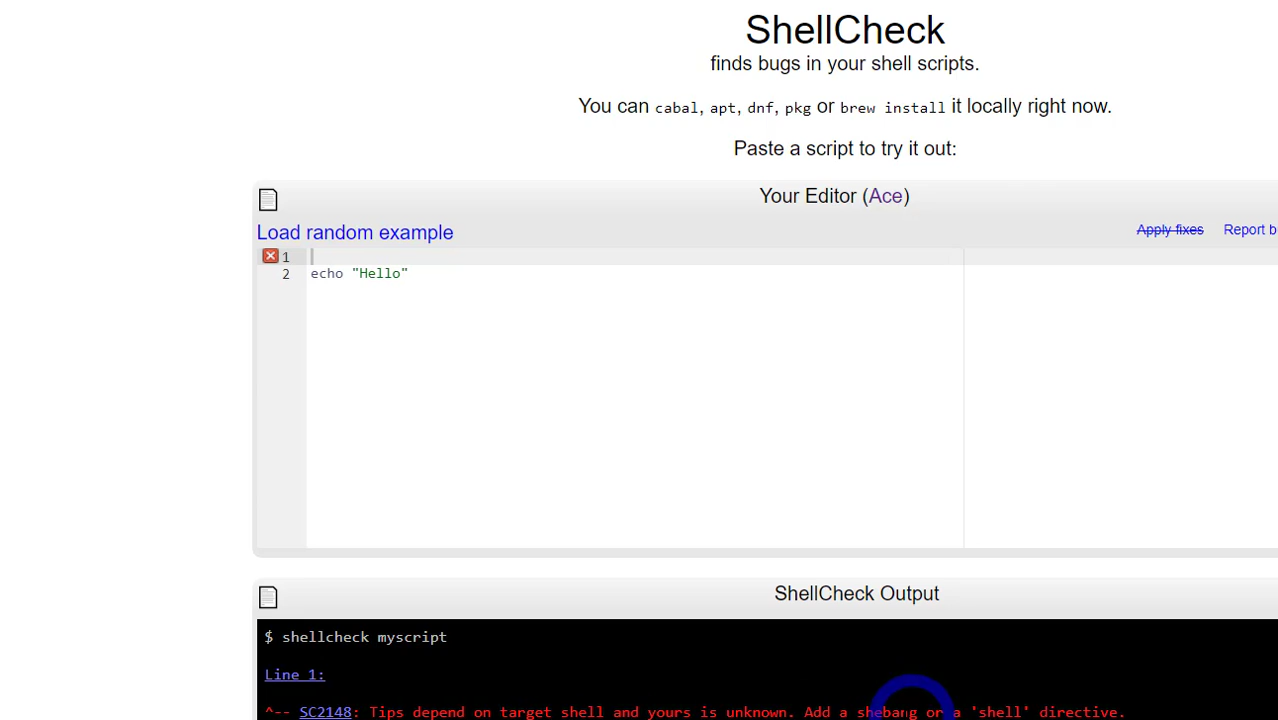 ShellCheck
finds bugs in your shell scripts.
You can cabal, apt, dnf, pkg or brew install it locally right now.
Paste a script to try it out:
Your Editor (Ace)
Load random example
Apply fixes
Report b
1
2 echo "Hello"
ShellCheck Output
$ shellcheck myscript
Line 1:
^-- SC2148: Tips depend on target shell and yours is unknown. Add a shebang or a 'shell' directive.